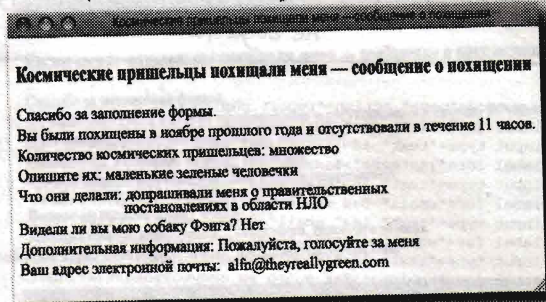 Космические пришельцы похищали меня — сообщение о похищении
Космические пришельцы похищали меня — сообщение о похищении
Спасибо за заполнение формы.
Вы были похищены в ноябре прошлого года и отсутствовали в течение 11 часов.
Количество космических пришельцев: множество
Опишите их: маленькие зеленые человечки
Что они делали: допрашивали меня о правительственных
постановлениях в области НЛО
Видели ли вы мою собаку Фэнга? Нет
Дополнительная информация: Пожалуйста, голосуйте за меня
Ваш адрес электронной почты: alfn@theyreallygreen.com